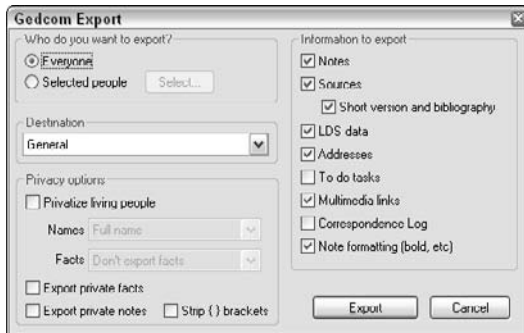 Gedcom Export
Who do you want to export?
Everyone
Selected people Select...
Destination
General
Privacy options
Privatize living people
Names Full name
Facts Don't export facts
Export private facts
Export private notes Strip { } brackets
Information to export
Notes
Sources
Short version and bibliography
LDS data
Addresses
To do tasks
Multimedia links
Correspondence Log
Note formatting (bold, etc)
Export Cancel